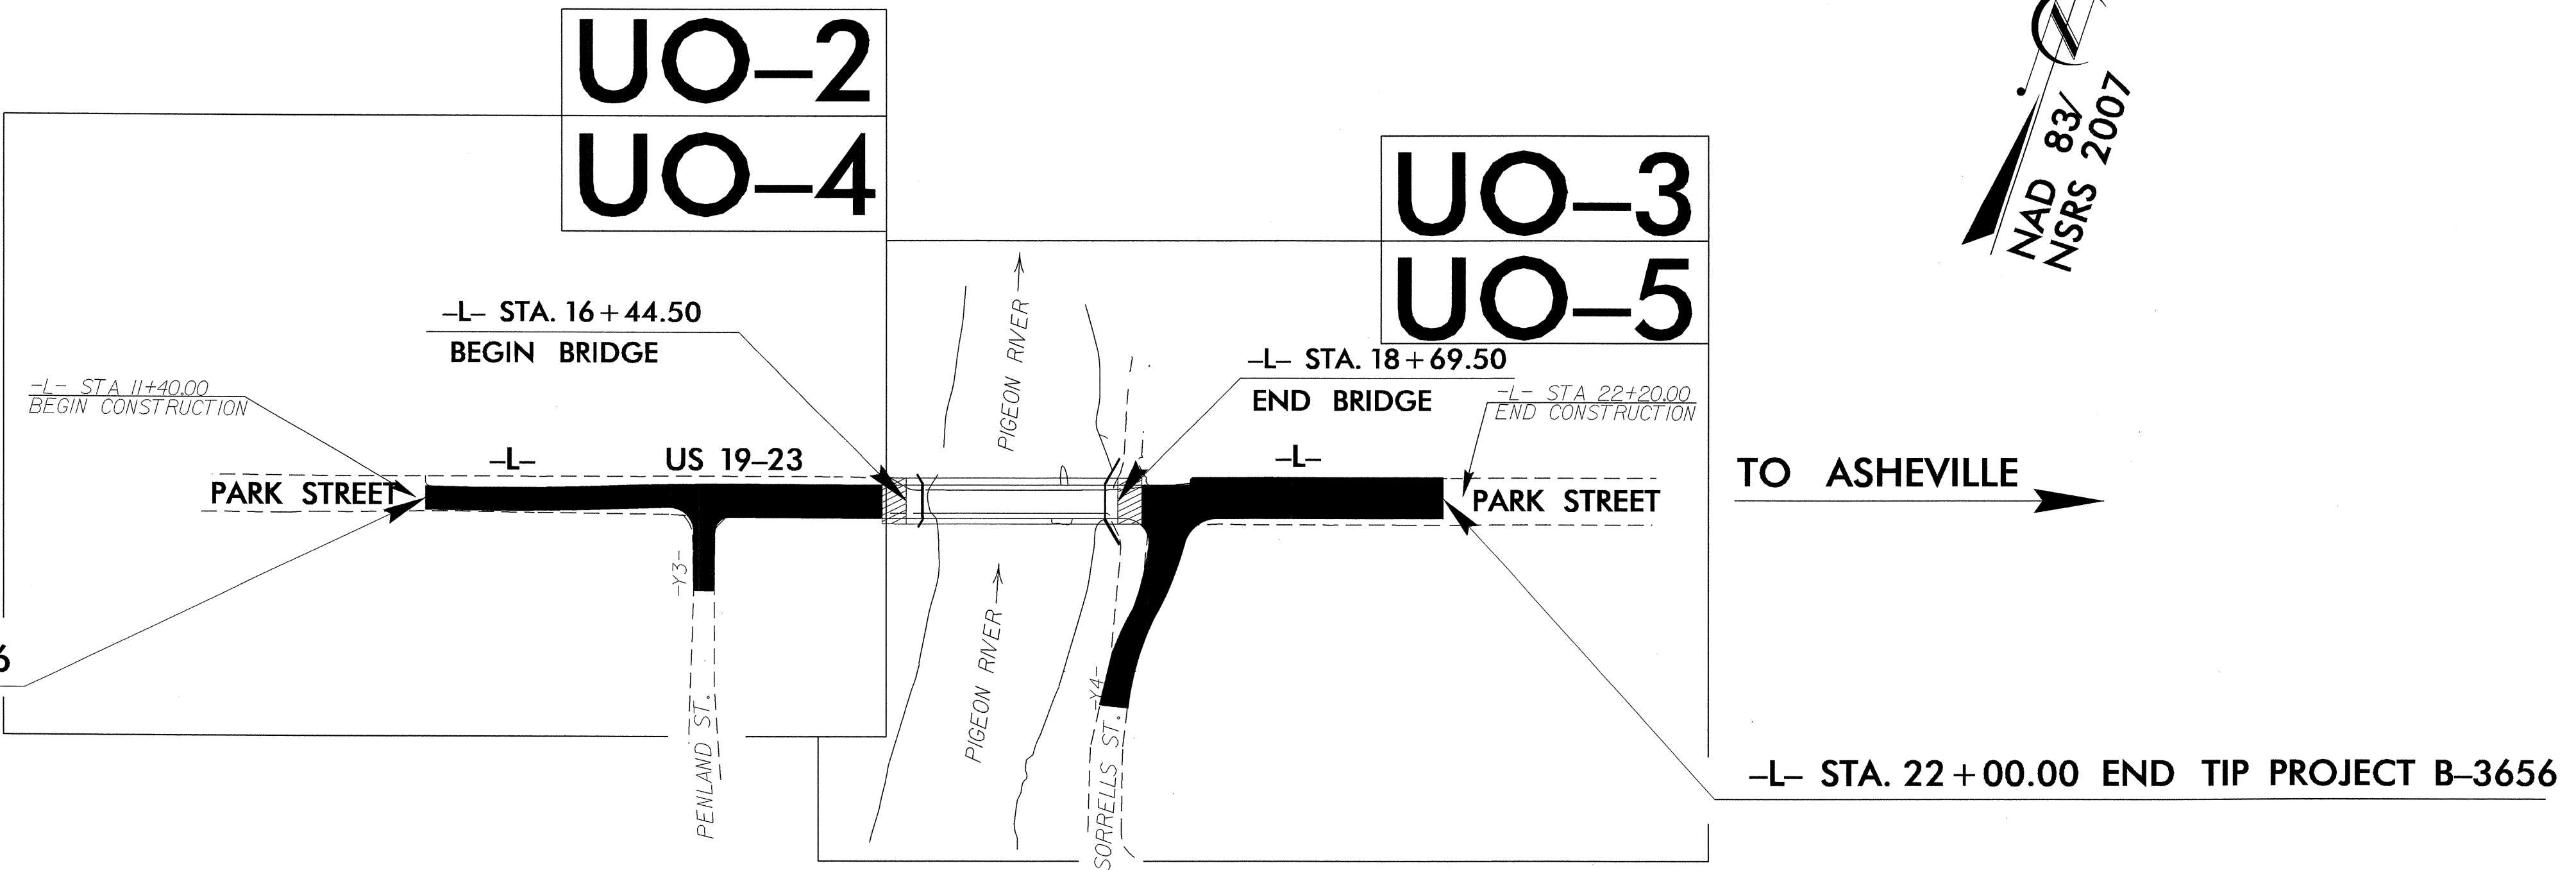 UO–2
UO–4
UO–3
UO–5
NAD 83/
NSRS 2007
–L– STA. 16+44.50
BEGIN BRIDGE
–L– STA. 18+69.50
END BRIDGE
-L- STA 11+40.00
BEGIN CONSTRUCTION
-L- STA 22+20.00
END CONSTRUCTION
PIGEON RIVER
–L–
US 19–23
–L–
PARK STREET
PARK STREET
TO ASHEVILLE
-Y3-
PENLAND ST.
PIGEON RIVER
-Y4-
SORRELLS ST.
6
–L– STA. 22+00.00 END TIP PROJECT B–3656